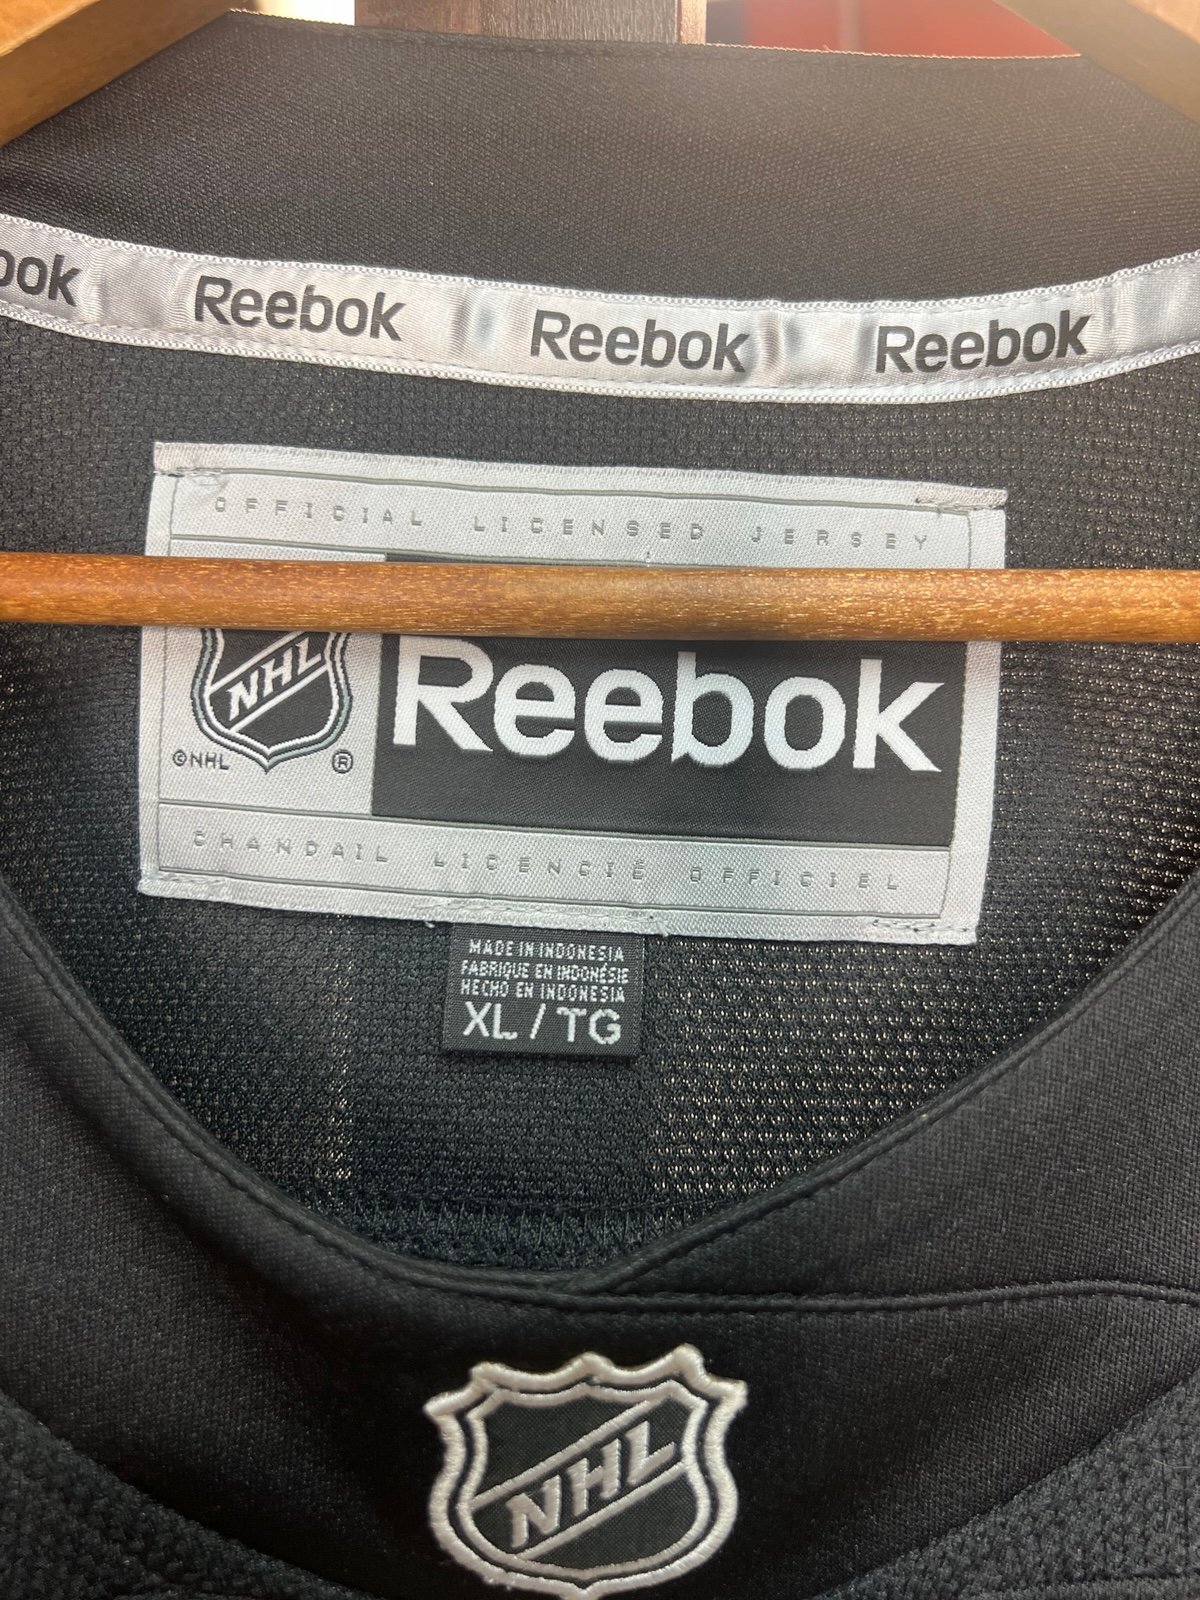 ook Reebok Reebok Reebok
OFFICIAL LICENSED JERSEY
NHL
Reebok
©NHL ®
CHANDAIL LICENCIÉ OFFICIEL
MADE IN INDONESIA
FABRIQUE EN INDONÉSIE
HECHO EN INDONESIA
XL / TG
NHL